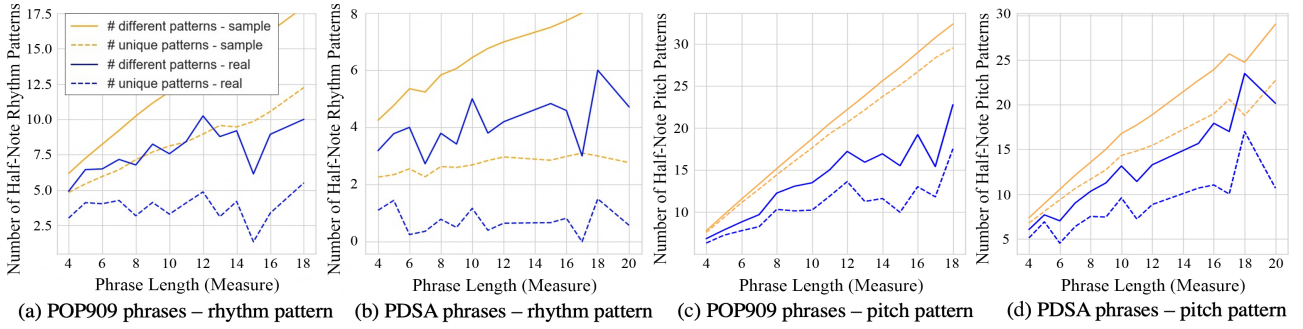 Number of Half-Note Rhythm Patterns
17.5
15.0
12.5
10.0
7.5
5.0
2.5
# different patterns - sample
# unique patterns - sample
# different patterns - real
# unique patterns - real
4 6 8 10 12 14 16 18
Phrase Length (Measure)
(a) POP909 phrases – rhythm pattern
Number of Half-Note Rhythm Patterns
8
6
4
2
0
4 6 8 10 12 14 16 18 20
Phrase Length (Measure)
(b) PDSA phrases – rhythm pattern
Number of Half-Note Pitch Patterns
30
25
20
15
10
4 6 8 10 12 14 16 18
Phrase Length (Measure)
(c) POP909 phrases – pitch pattern
Number of Half-Note Pitch Patterns
30
25
20
15
10
5
4 6 8 10 12 14 16 18 20
Phrase Length (Measure)
(d) PDSA phrases – pitch pattern